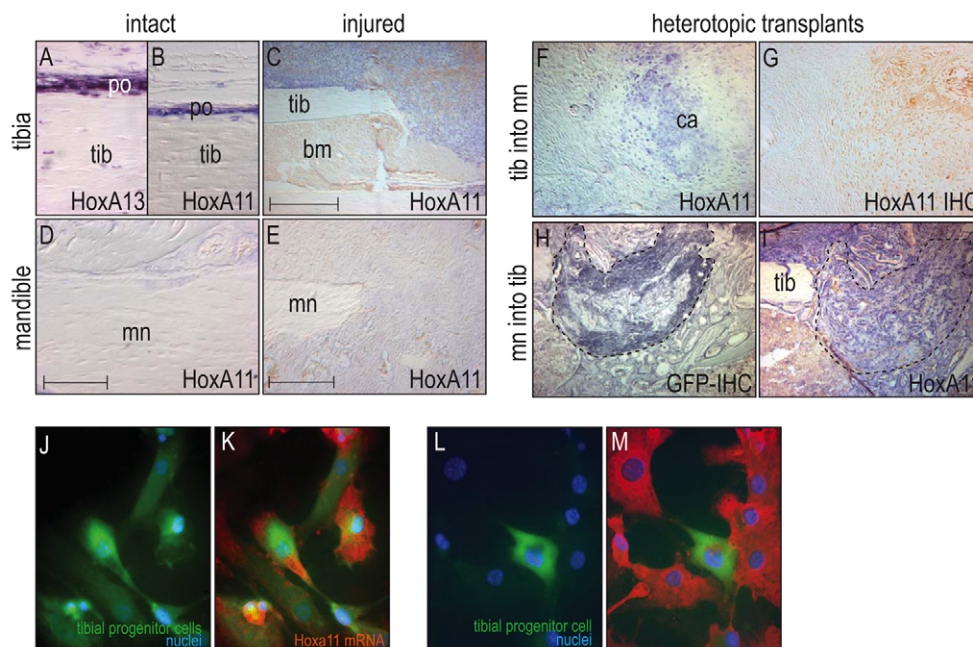 intact
injured
heterotopic transplants
tibia
A
po
tib
HoxA13
B
po
tib
HoxA11
C
tib
bm
HoxA11
tib into mn
F
ca
HoxA11
G
HoxA11 IHC
mandible
D
mn
HoxA11
E
mn
HoxA11
mn into tib
H
GFP-IHC
I
tib
J
tibial progenitor cells
nuclei
K
Hoxa11 mRNA
L
tibial progenitor cell
nuclei
M